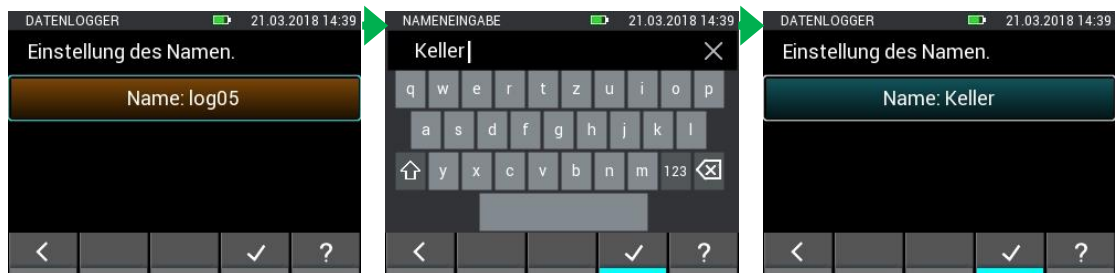 DATENLOGGER 21.03.2018 14:39
Einstellung des Namen.
Name: log05
?
NAMENEINGABE 21.03.2018 14:39
Keller
q w e r t z u i o p
a s d f g h j k l
y x c v b n m 123
?
DATENLOGGER 21.03.2018 14:39
Einstellung des Namen.
Name: Keller
?